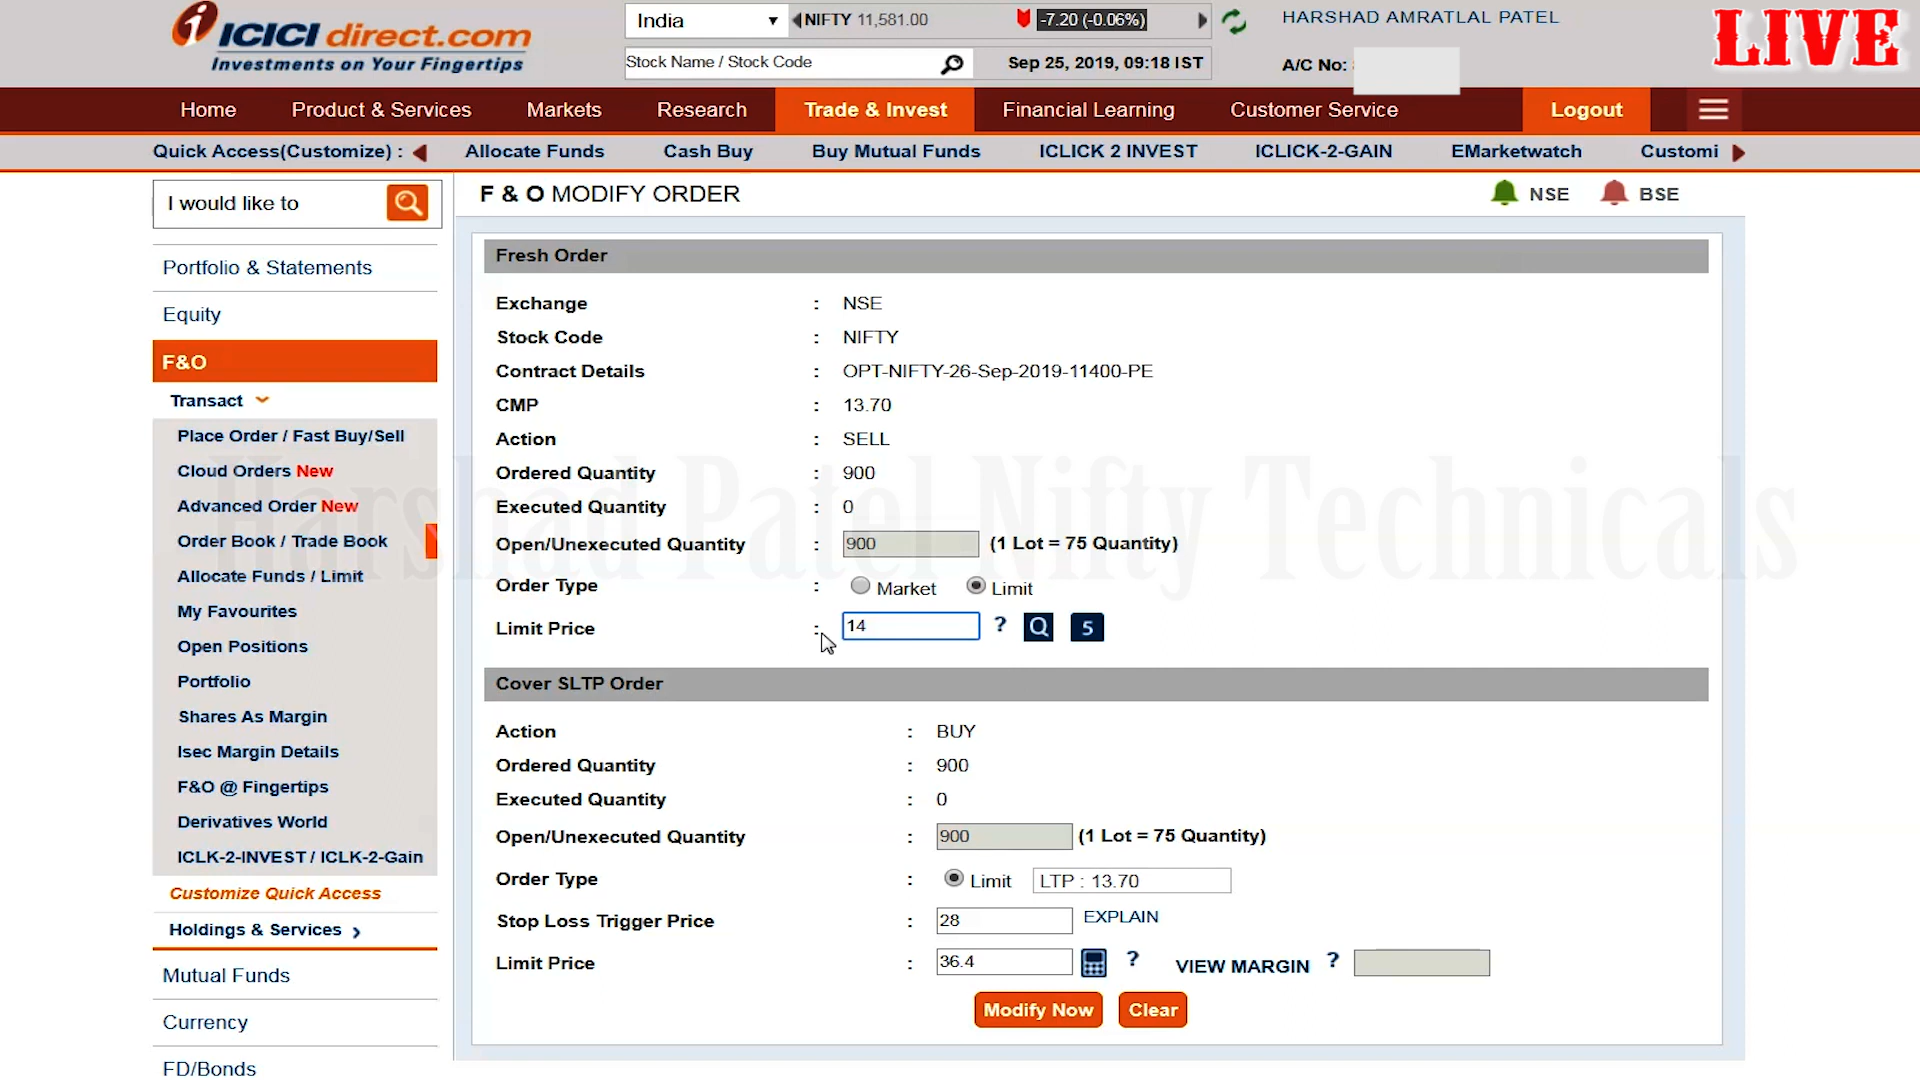 ICICI direct.com
Investments on Your Fingertips
India
NIFTY 11,581.00
-7.20 (-0.06%)
HARSHAD AMRATLAL PATEL
LIVE
Stock Name / Stock Code
Sep 25, 2019, 09:18 IST
A/C No:
Home
Product & Services
Markets
Research
Trade & Invest
Financial Learning
Customer Service
Logout
Quick Access(Customize) :
Allocate Funds
Cash Buy
Buy Mutual Funds
ICLICK 2 INVEST
ICLICK-2-GAIN
EMarketwatch
Customi
I would like to
Portfolio & Statements
Equity
F&O
Transact
Place Order / Fast Buy/Sell
Cloud Orders New
Advanced Order New
Order Book / Trade Book
Allocate Funds / Limit
My Favourites
Open Positions
Portfolio
Shares As Margin
Isec Margin Details
F&O @ Fingertips
Derivatives World
ICLK-2-INVEST / ICLK-2-Gain
Customize Quick Access
Holdings & Services
Mutual Funds
Currency
FD/Bonds
F & O MODIFY ORDER
NSE
BSE
Fresh Order
Exchange : NSE
Stock Code : NIFTY
Contract Details : OPT-NIFTY-26-Sep-2019-11400-PE
CMP : 13.70
Action : SELL
Ordered Quantity : 900
Executed Quantity : 0
Open/Unexecuted Quantity : 900 (1 Lot = 75 Quantity)
Order Type : Market Limit
Limit Price : 14 ? Q 5
Cover SLTP Order
Action : BUY
Ordered Quantity : 900
Executed Quantity : 0
Open/Unexecuted Quantity : 900 (1 Lot = 75 Quantity)
Order Type : Limit LTP : 13.70
Stop Loss Trigger Price : 28 EXPLAIN
Limit Price : 36.4 ? VIEW MARGIN ?
Modify Now
Clear
Harshad Patel Nifty Technicals